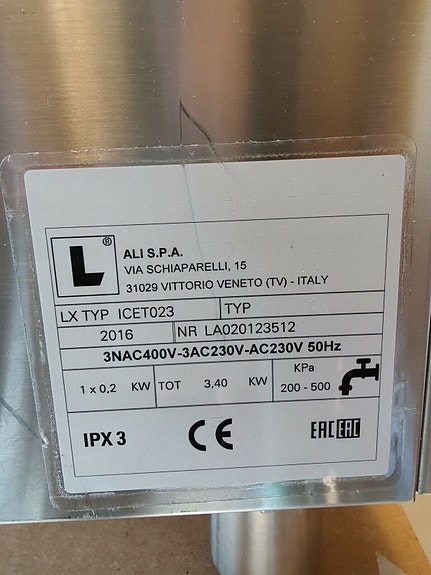 L®
ALI S.P.A.
VIA SCHIAPARELLI, 15
31029 VITTORIO VENETO (TV) - ITALY
LX TYP ICET023 TYP
2016 NR LA020123512
3NAC400V-3AC230V-AC230V 50Hz
1 x 0,2 KW TOT 3,40 KW KPa 200 - 500
IPX 3 CE EAC EAC